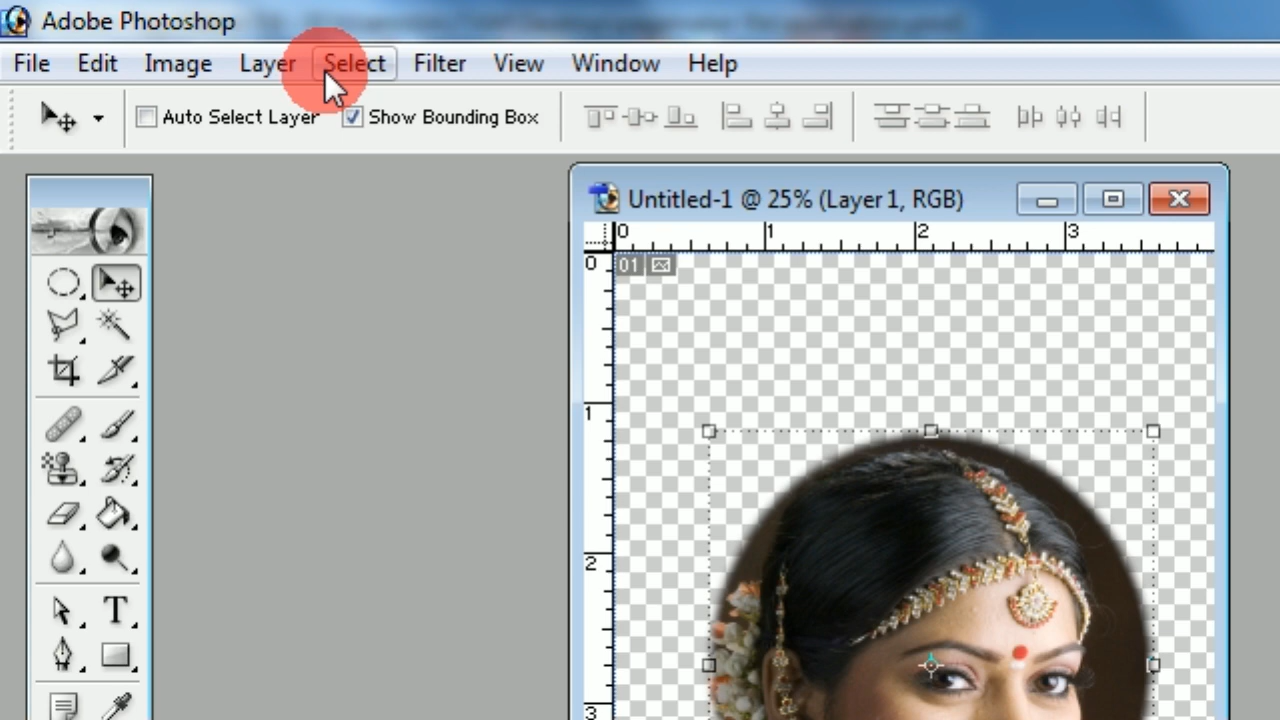 Adobe Photoshop
File Edit Image Layer Select Filter View Window Help
Auto Select Layer Show Bounding Box
Untitled-1 @ 25% (Layer 1, RGB)
0 1 2 3
0
01
1
2
3
T